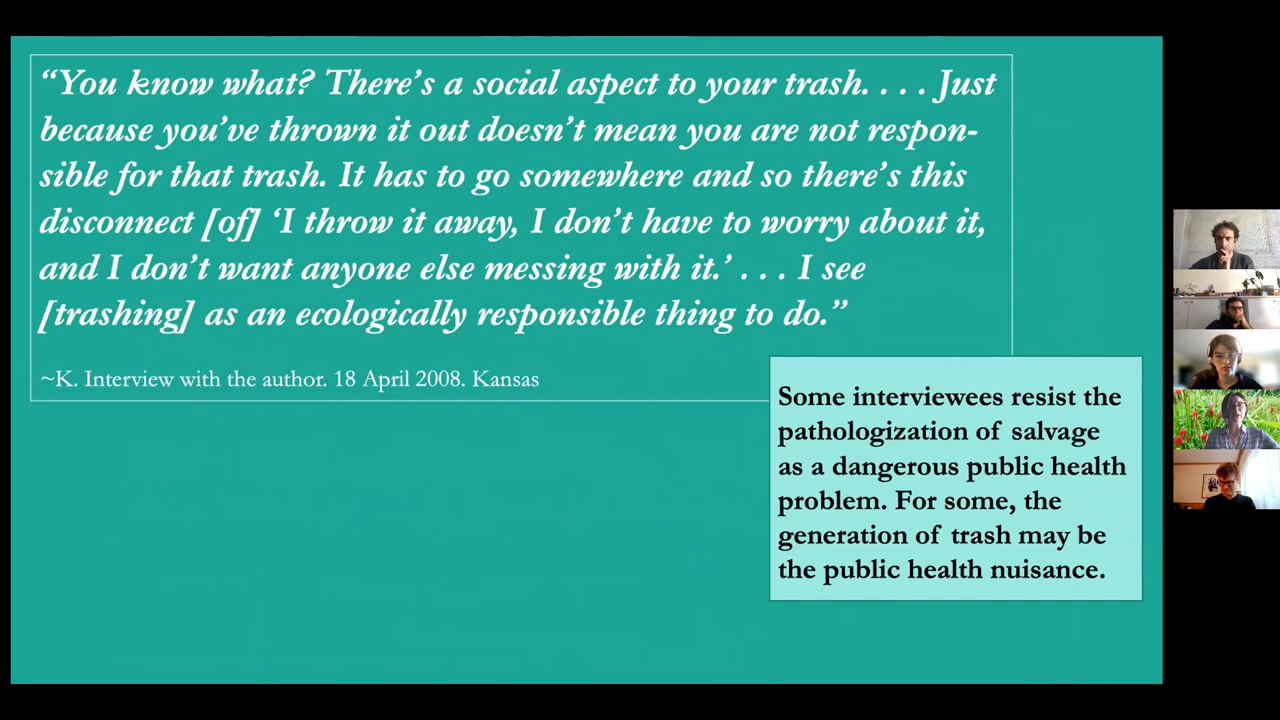 “You know what? There’s a social aspect to your trash. . . . Just
because you’ve thrown it out doesn’t mean you are not respon-
sible for that trash. It has to go somewhere and so there’s this
disconnect [of] ‘I throw it away, I don’t have to worry about it,
and I don’t want anyone else messing with it.’ . . . I see
[trashing] as an ecologically responsible thing to do.”
~K. Interview with the author. 18 April 2008. Kansas
Some interviewees resist the
pathologization of salvage
as a dangerous public health
problem. For some, the
generation of trash may be
the public health nuisance.